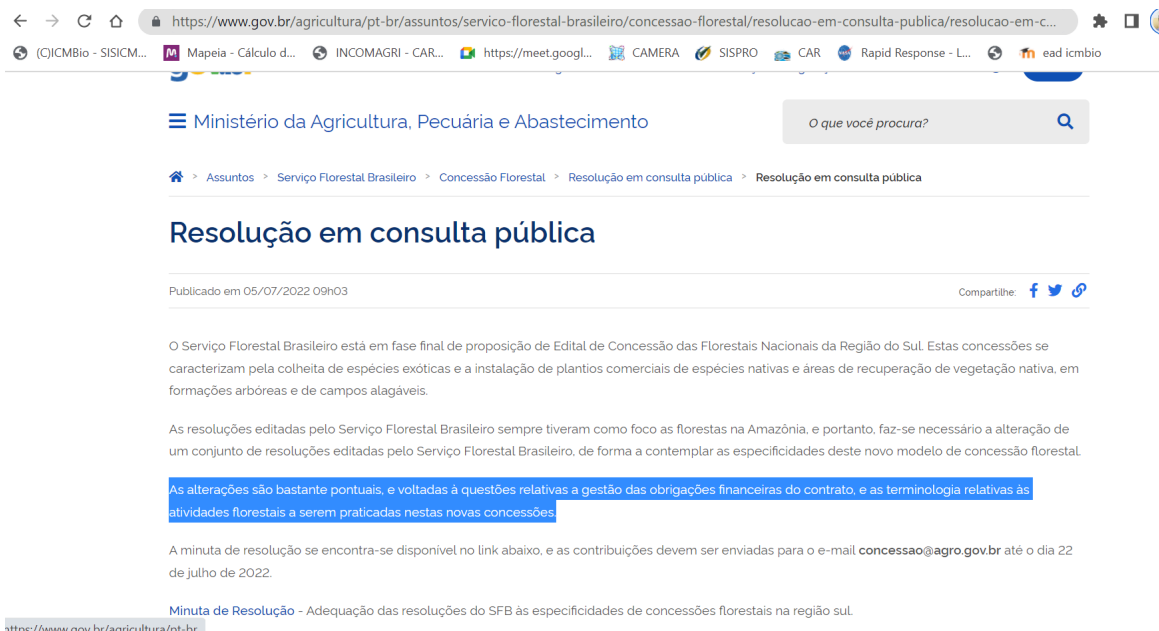 https://www.gov.br/agricultura/pt-br/assuntos/servico-florestal-brasileiro/concessao-florestal/resolucao-em-consulta-publica/resolucao-em-c...
(C)ICMBio - SISICM... Mapeia - Cálculo d... INCOMAGRI - CAR... https://meet.googl... CAMERA SISPRO CAR Rapid Response - L... ead icmbio
Ministério da Agricultura, Pecuária e Abastecimento
O que você procura?
> Assuntos > Serviço Florestal Brasileiro > Concessão Florestal > Resolução em consulta pública > Resolução em consulta pública
Resolução em consulta pública
Publicado em 05/07/2022 09h03
Compartilhe:
O Serviço Florestal Brasileiro está em fase final de proposição de Edital de Concessão das Florestais Nacionais da Região do Sul. Estas concessões se
caracterizam pela colheita de espécies exóticas e a instalação de plantios comerciais de espécies nativas e áreas de recuperação de vegetação nativa, em
formações arbóreas e de campos alagáveis.
As resoluções editadas pelo Serviço Florestal Brasileiro sempre tiveram como foco as florestas na Amazônia, e portanto, faz-se necessário a alteração de
um conjunto de resoluções editadas pelo Serviço Florestal Brasileiro, de forma a contemplar as especificidades deste novo modelo de concessão florestal.
As alterações são bastante pontuais, e voltadas à questões relativas a gestão das obrigações financeiras do contrato, e as terminologia relativas às
atividades florestais a serem praticadas nestas novas concessões.
A minuta de resolução se encontra-se disponível no link abaixo, e as contribuições devem ser enviadas para o e-mail concessao@agro.gov.br até o dia 22
de julho de 2022.
Minuta de Resolução - Adequação das resoluções do SFB às especificidades de concessões florestais na região sul.
https://www.gov.br/agricultura/pt-br